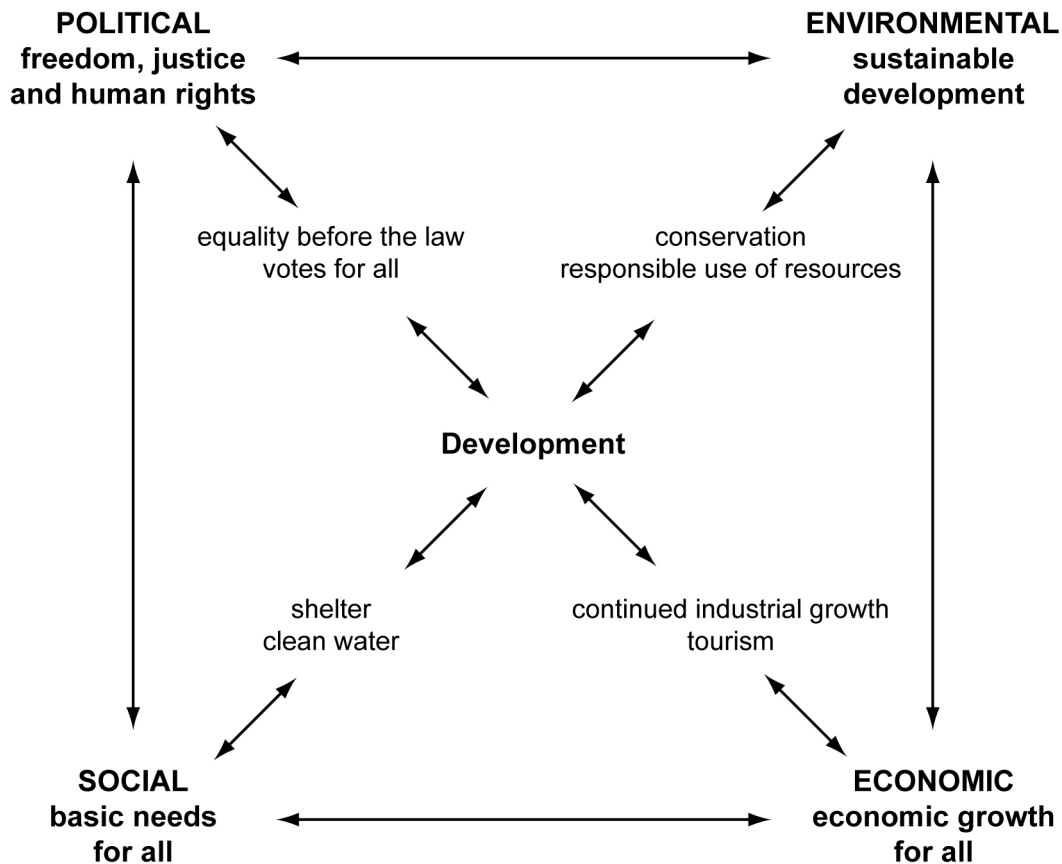 POLITICAL
freedom, justice
and human rights
ENVIRONMENTAL
sustainable
development
equality before the law
votes for all
conservation
responsible use of resources
Development
shelter
clean water
continued industrial growth
tourism
SOCIAL
basic needs
for all
ECONOMIC
economic growth
for all